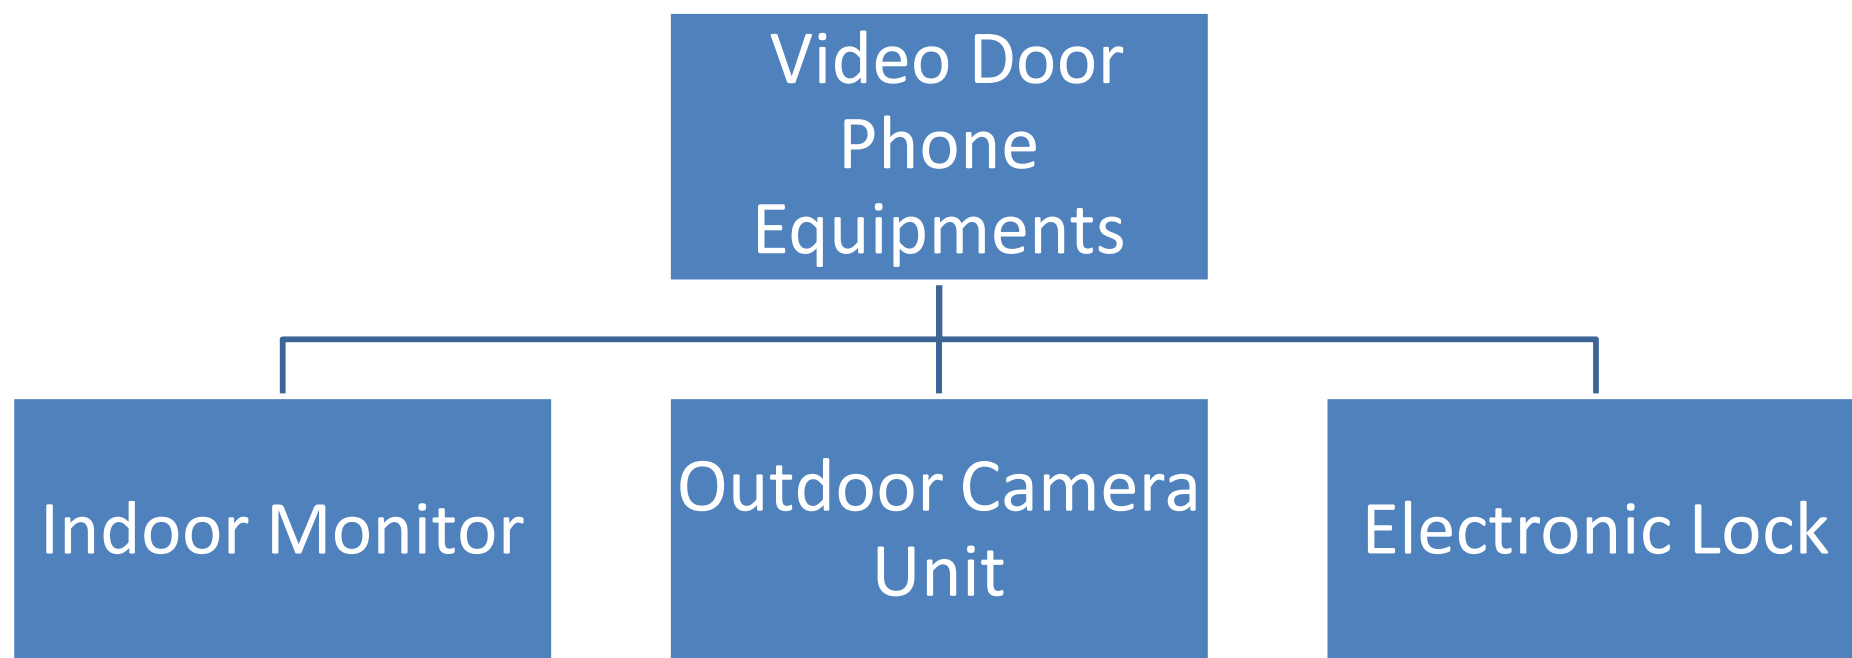 Video Door
Phone
Equipments
Indoor Monitor
Outdoor Camera
Unit
Electronic Lock